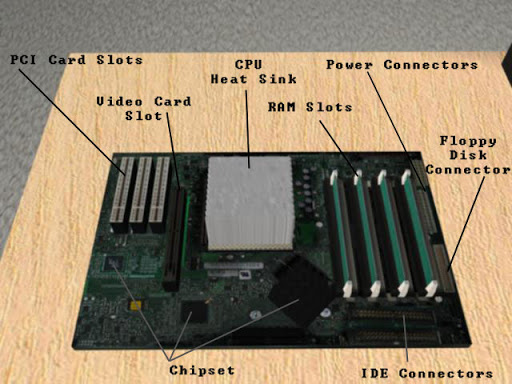 PCI Card Slots
CPU
Heat Sink
Power Connectors
Video Card
Slot
RAM Slots
Floppy
Disk
Connector
Chipset
IDE Connectors